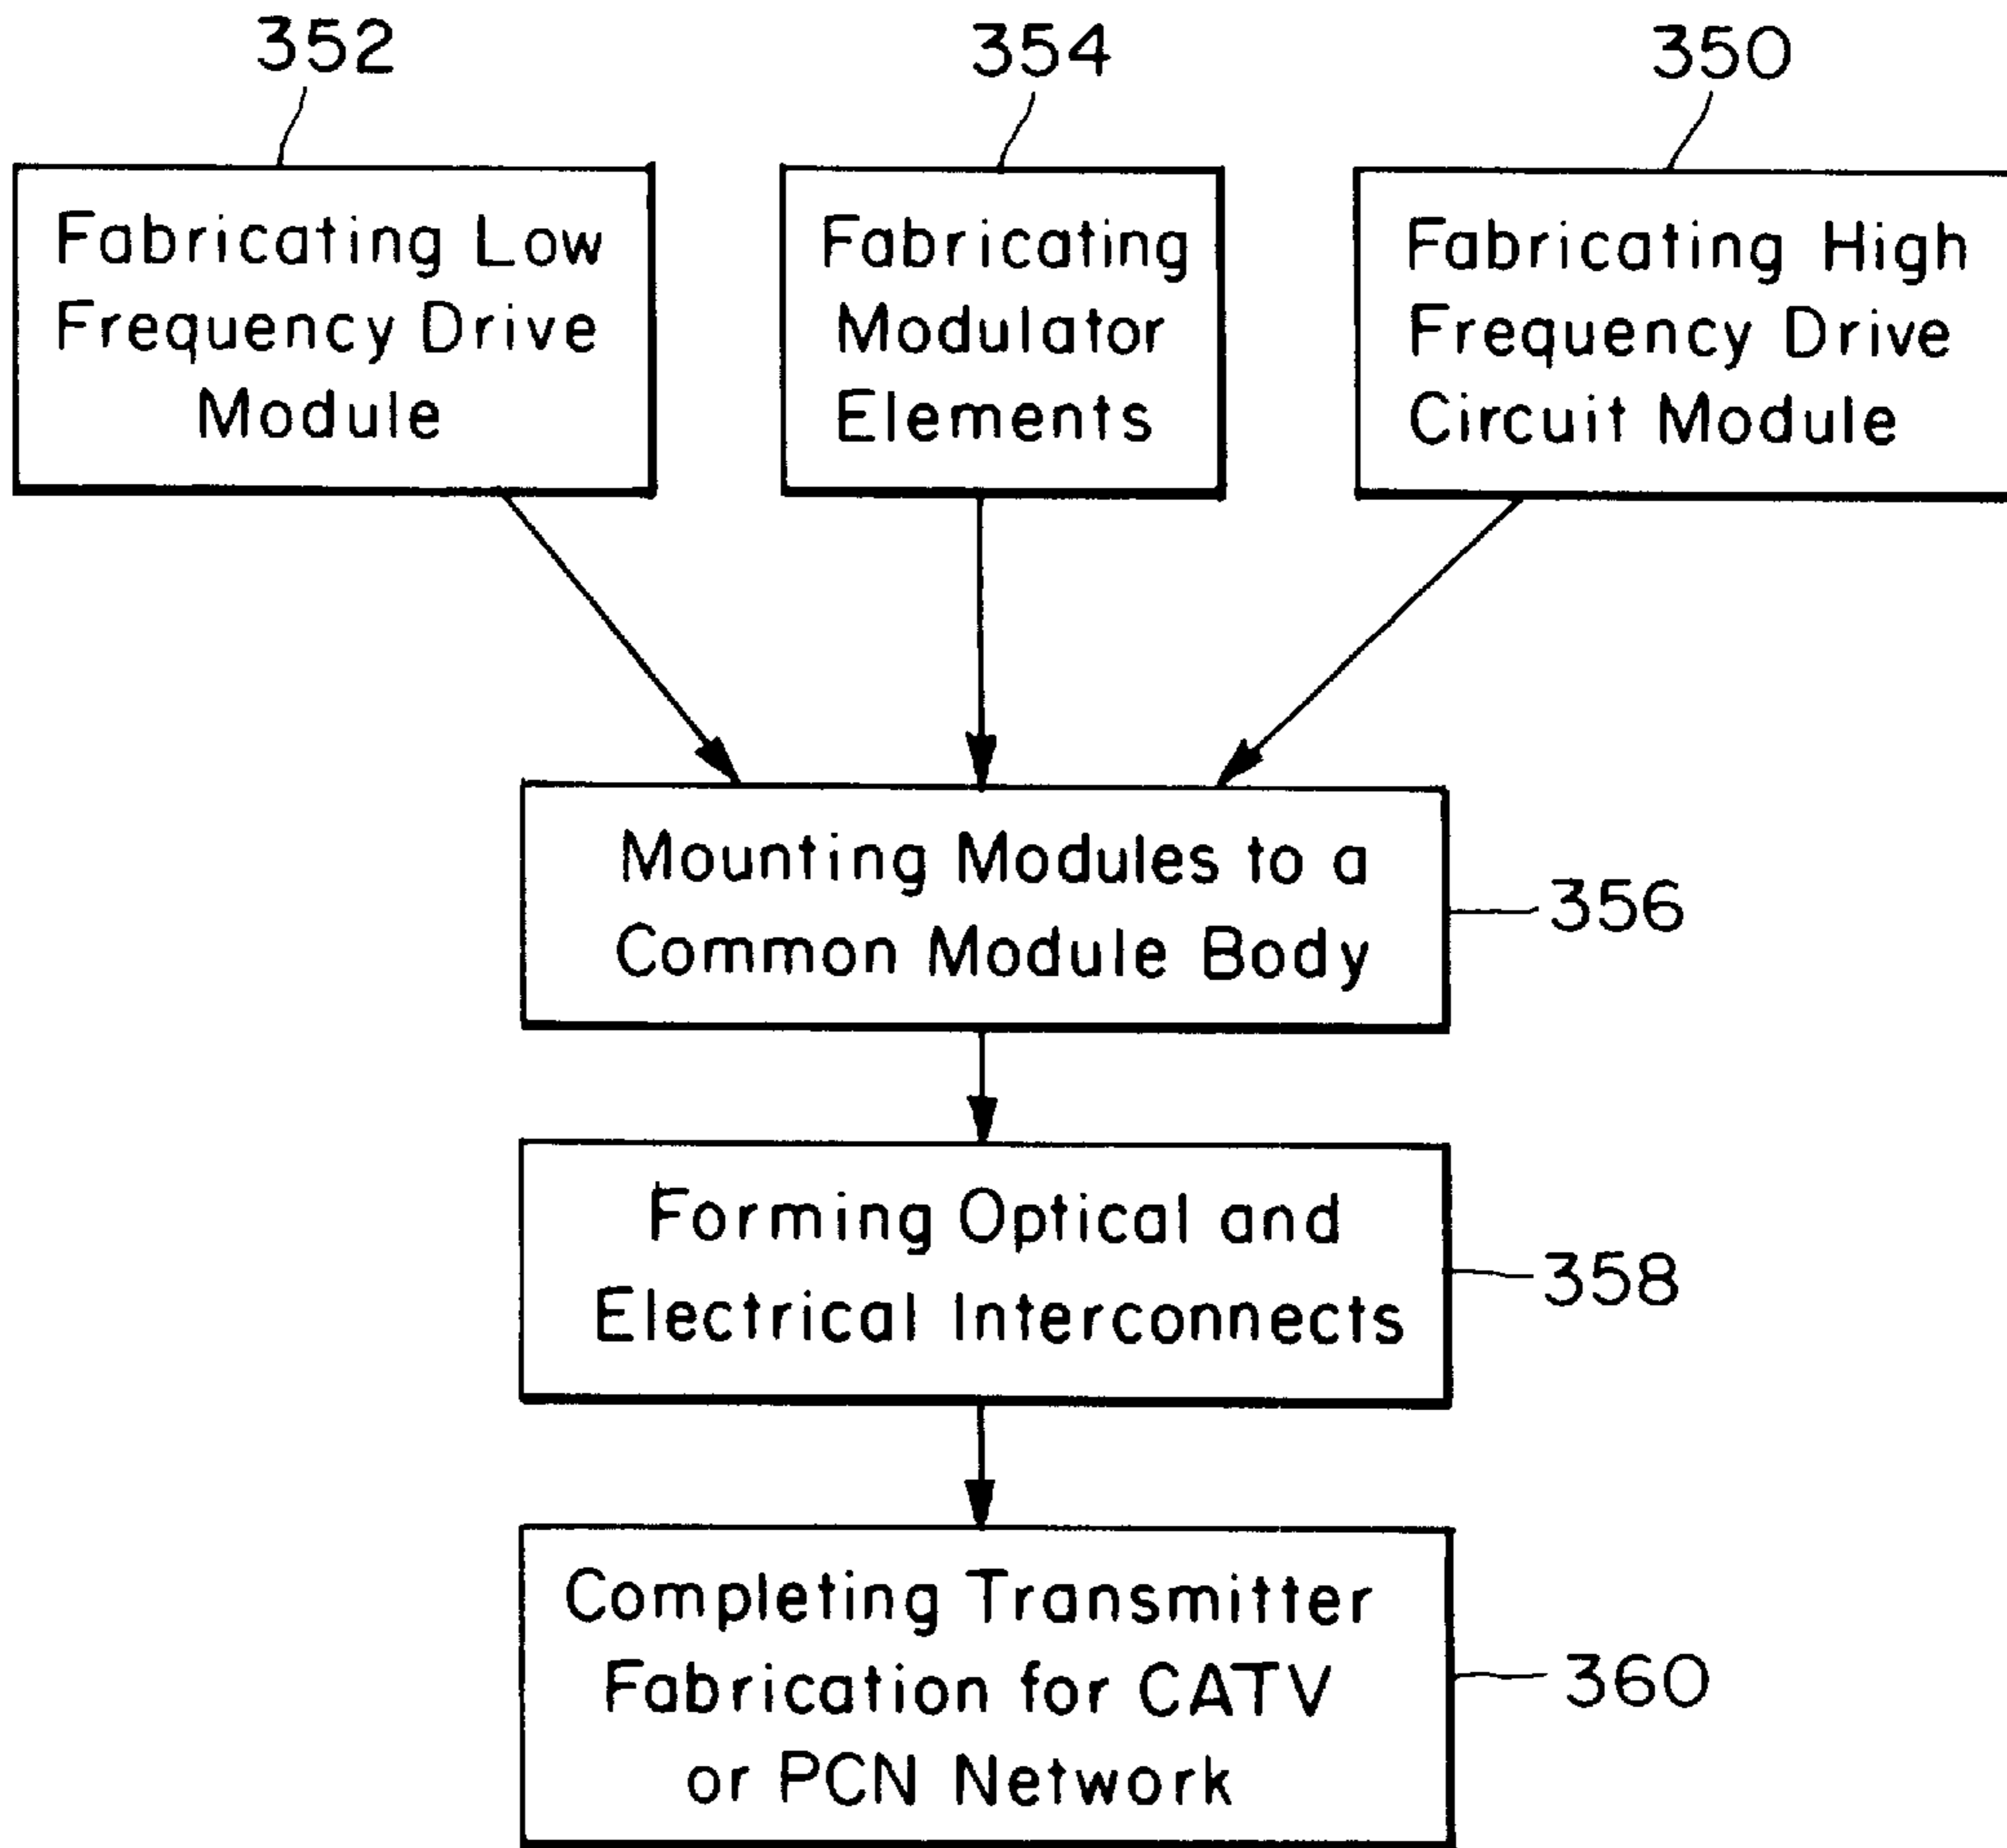 352
354
350
Fabricating Low
Frequency Drive
Module
Fabricating
Modulator
Elements
Fabricating High
Frequency Drive
Circuit Module
Mounting Modules to a
Common Module Body
356
Forming Optical and
Electrical Interconnects
358
Completing Transmitter
Fabrication for CATV
or PCN Network
360